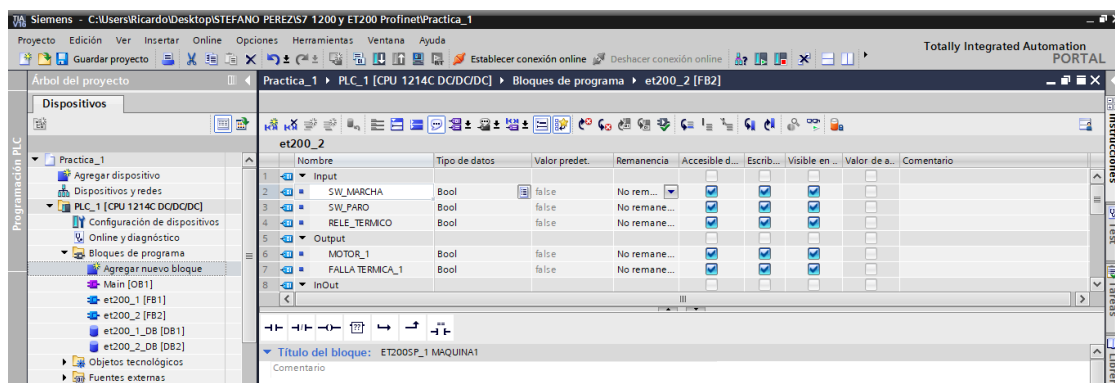 Siemens - C:\Users\Ricardo\Desktop\STEFANO PEREZ\S7 1200 y ET200 Profinet\Practica_1
Proyecto Edición Ver Insertar Online Opciones Herramientas Ventana Ayuda
Totally Integrated Automation
PORTAL
Guardar proyecto Establecer conexión online Deshacer conexión online
Árbol del proyecto
Practica_1 PLC_1 [CPU 1214C DC/DC/DC] Bloques de programa et200_2 [FB2]
Dispositivos
Programación PLC
Practica_1
Agregar dispositivo
Dispositivos y redes
PLC_1 [CPU 1214C DC/DC/DC]
Configuración de dispositivos
Online y diagnóstico
Bloques de programa
Agregar nuevo bloque
Main [OB1]
et200_1 [FB1]
et200_2 [FB2]
et200_1_DB [DB1]
et200_2_DB [DB2]
Objetos tecnológicos
Fuentes externas
et200_2
Nombre Tipo de datos Valor predet. Remanencia Accesible d... Escrib... Visible en .. Valor de a.. Comentario
1 Input
2 SW_MARCHA Bool false No rem...
3 SW_PARO Bool false No remane...
4 RELE_TERMICO Bool false No remane...
5 Output
6 MOTOR_1 Bool false No remane...
7 FALLA TERMICA_1 Bool false No remane...
8 InOut
Título del bloque: ET200SP_1 MAQUINA1
Comentario
Instrucciones
Test
Tareas